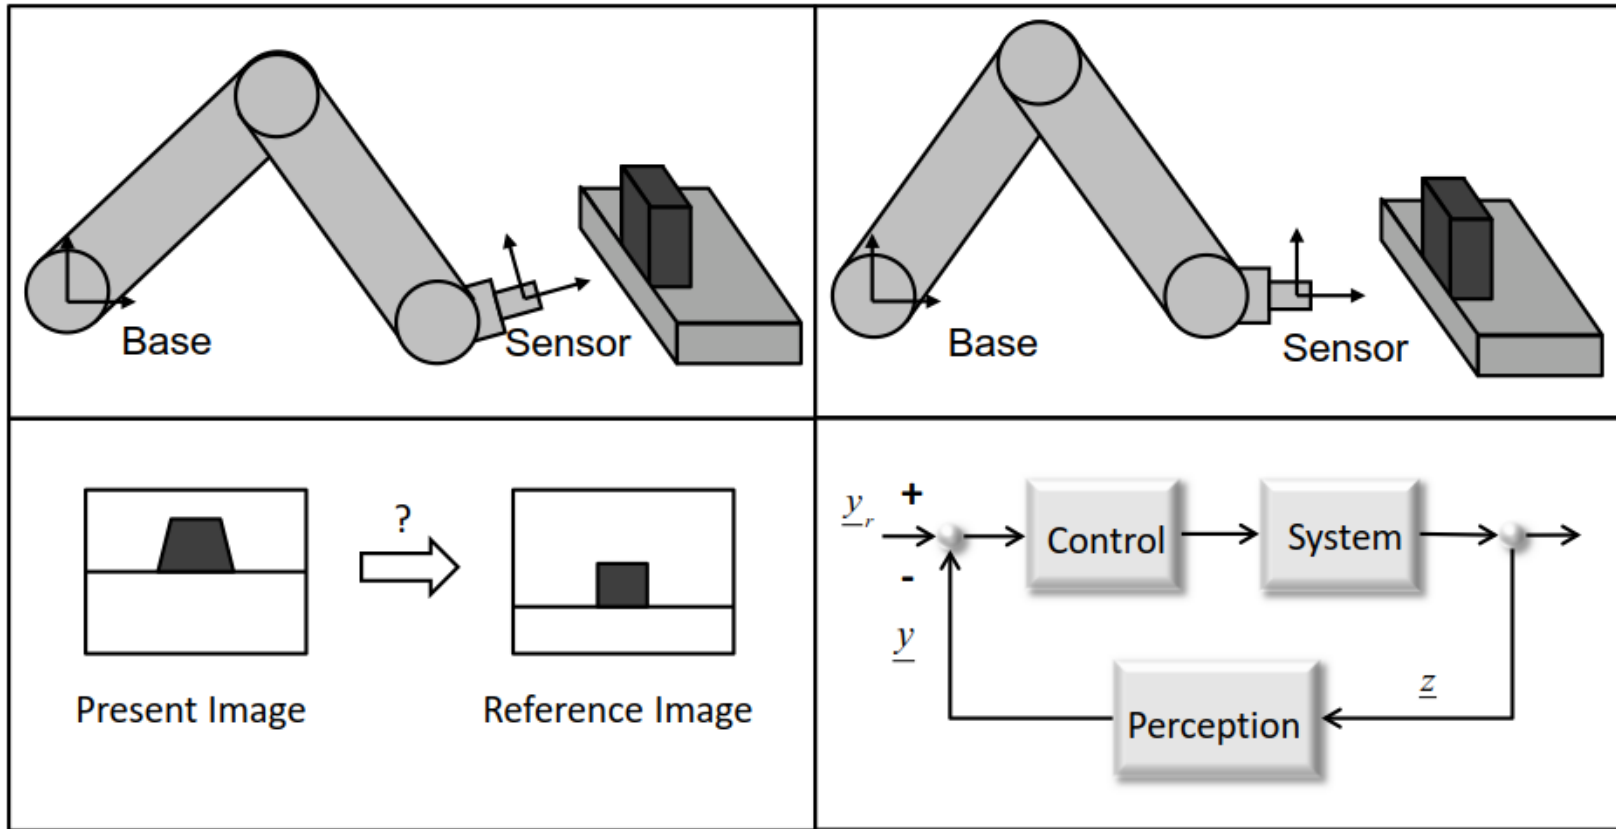 Base
Sensor
Base
Sensor
?
Present Image
Reference Image
y_r
+
-
y
Control
System
z
Perception